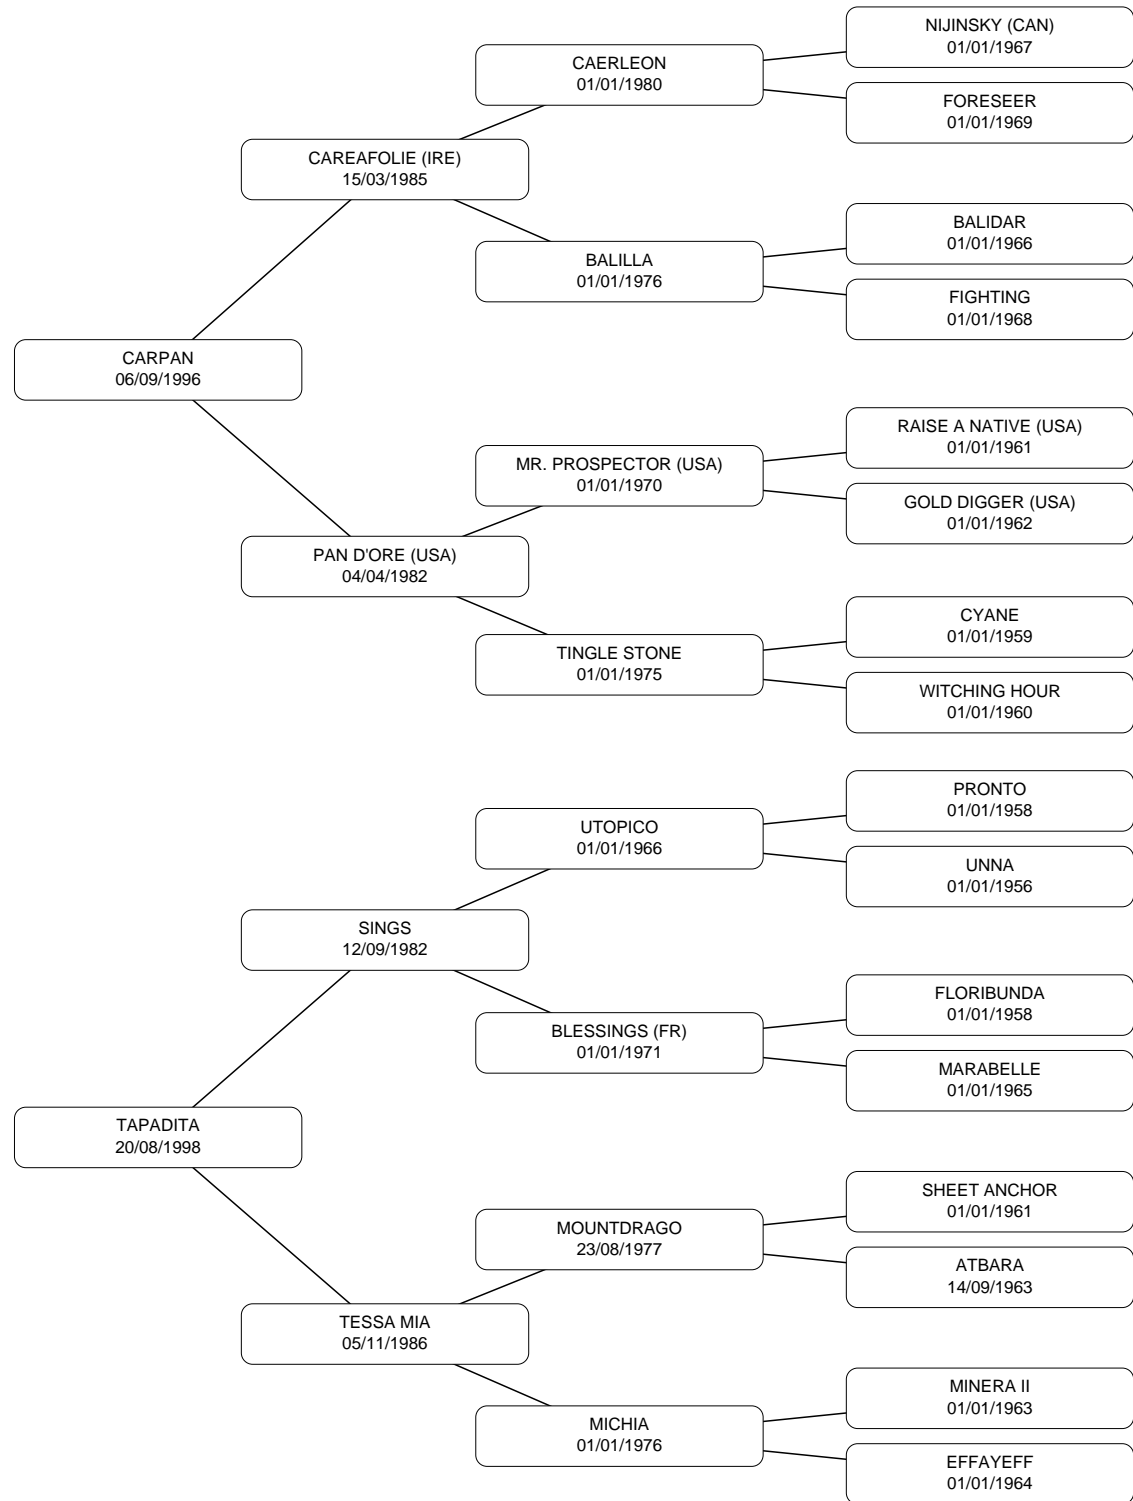 NIJINSKY (CAN)
01/01/1967
CAERLEON
01/01/1980
FORESEER
01/01/1969
CAREAFOLIE (IRE)
15/03/1985
BALIDAR
01/01/1966
BALILLA
01/01/1976
FIGHTING
01/01/1968
CARPAN
06/09/1996
RAISE A NATIVE (USA)
01/01/1961
MR. PROSPECTOR (USA)
01/01/1970
GOLD DIGGER (USA)
01/01/1962
PAN D'ORE (USA)
04/04/1982
CYANE
01/01/1959
TINGLE STONE
01/01/1975
WITCHING HOUR
01/01/1960
PRONTO
01/01/1958
UTOPICO
01/01/1966
UNNA
01/01/1956
SINGS
12/09/1982
FLORIBUNDA
01/01/1958
BLESSINGS (FR)
01/01/1971
MARABELLE
01/01/1965
TAPADITA
20/08/1998
SHEET ANCHOR
01/01/1961
MOUNTDRAGO
23/08/1977
ATBARA
14/09/1963
TESSA MIA
05/11/1986
MINERA II
01/01/1963
MICHIA
01/01/1976
EFFAYEFF
01/01/1964